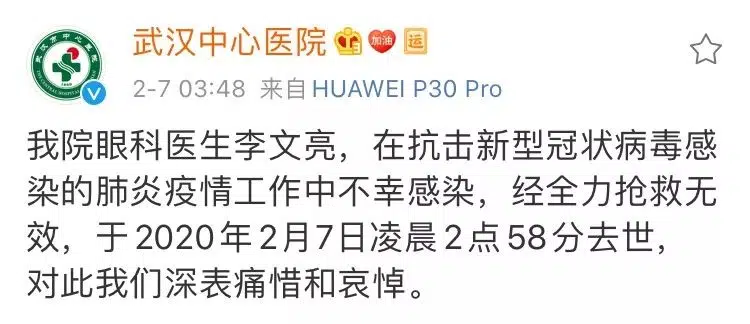 武汉中心医院 加油 运
2-7 03:48 来自 HUAWEI P30 Pro
我院眼科医生李文亮，在抗击新型冠状病毒感
染的肺炎疫情工作中不幸感染，经全力抢救无
效，于2020年2月7日凌晨2点58分去世，
对此我们深表痛惜和哀悼。